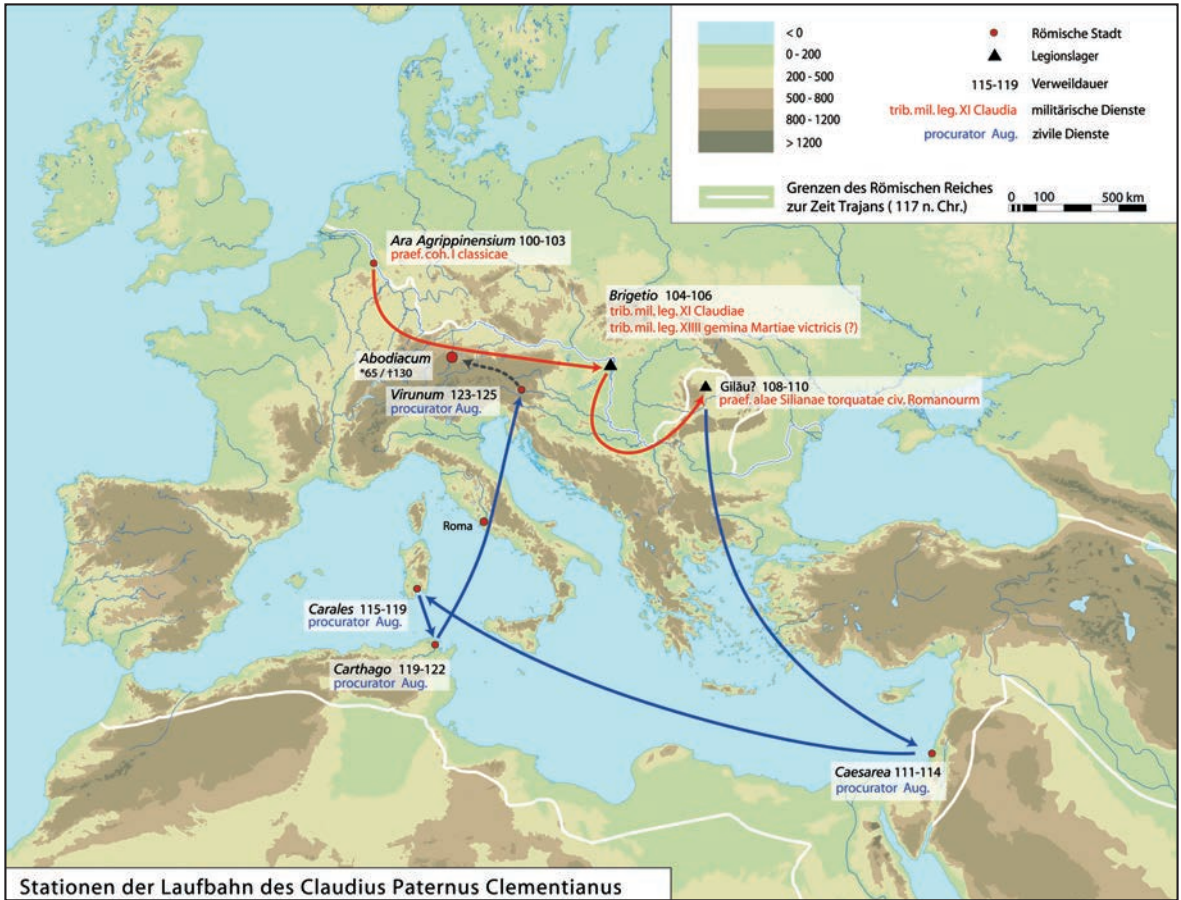 < 0
0 - 200
200 - 500
500 - 800
800 - 1200
> 1200
Römische Stadt
Legionslager
115-119 Verweildauer
trib. mil. leg. XI Claudia militärische Dienste
procurator Aug. zivile Dienste
Grenzen des Römischen Reiches
zur Zeit Trajans ( 117 n. Chr.)
0 100 500 km
Ara Agrippinensium 100-103
praef. coh. I classicae
Brigetio 104-106
trib. mil. leg. XI Claudiae
trib. mil. leg. XIIII gemina Martiae victricis (?)
Abodiacum
*65 / †130
Virunum 123-125
procurator Aug.
Gilău? 108-110
praef. alae Silianae torquatae civ. Romanourm
Roma
Carales 115-119
procurator Aug.
Carthago 119-122
procurator Aug.
Caesarea 111-114
procurator Aug.
Stationen der Laufbahn des Claudius Paternus Clementianus